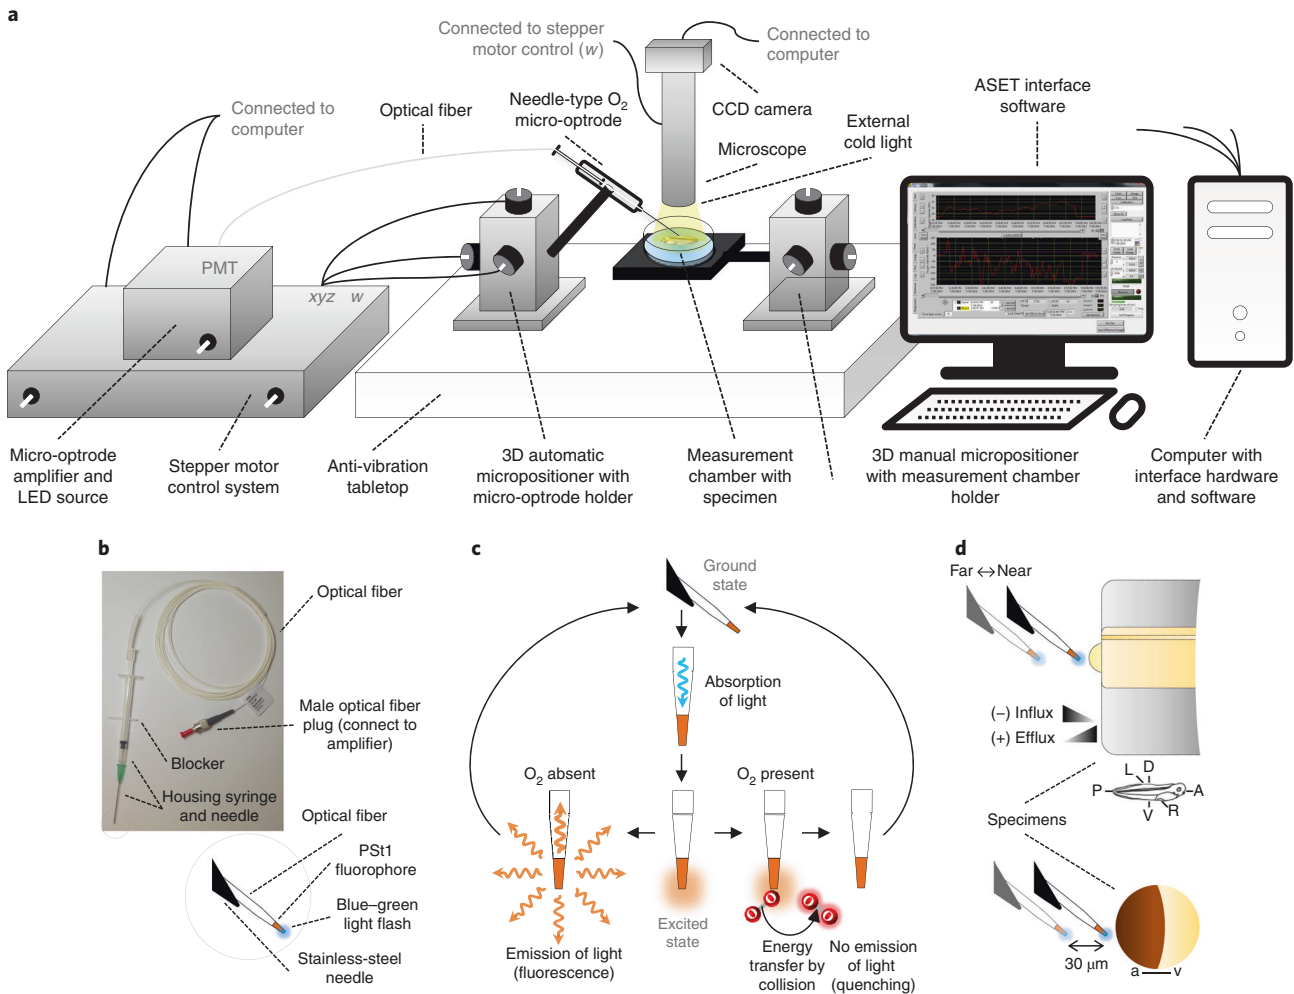 a
Connected to stepper
motor control (w)
Connected to
computer
ASET interface
software
Connected to
computer
Optical fiber
Needle-type O₂
micro-optrode
CCD camera
External
cold light
Microscope
PMT
xyz w
Micro-optrode
amplifier and
LED source
Stepper motor
control system
Anti-vibration
tabletop
3D automatic
micropositioner with
micro-optrode holder
Measurement
chamber with
specimen
3D manual micropositioner
with measurement chamber
holder
Computer with
interface hardware
and software
b
Optical fiber
Male optical fiber
plug (connect to
amplifier)
Blocker
Housing syringe
and needle
Optical fiber
PSt1
fluorophore
Blue–green
light flash
Stainless-steel
needle
c
Ground
state
Absorption
of light
O₂ absent
O₂ present
Excited
state
Emission of light
(fluorescence)
Energy
transfer by
collision
No emission
of light
(quenching)
d
Far ↔ Near
(−) Influx
(+) Efflux
L D
P A
V R
Specimens
30 μm
a v